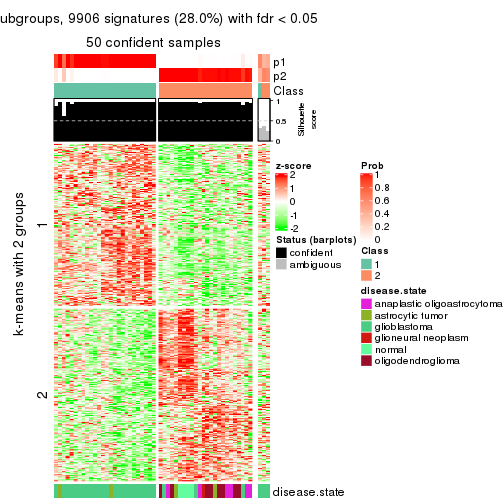 ubgroups, 9906 signatures (28.0%) with fdr < 0.05
50 confident samples
p1
p2
Class
1
0.5
0
Silhouette
score
k-means with 2 groups
1
2
z-score
2
1
0
-1
-2
Status (barplots)
confident
ambiguous
Prob
1
0.8
0.6
0.4
0.2
0
Class
1
2
disease.state
anaplastic oligoastrocytoma
astrocytic tumor
glioblastoma
glioneural neoplasm
normal
oligodendroglioma
disease.state